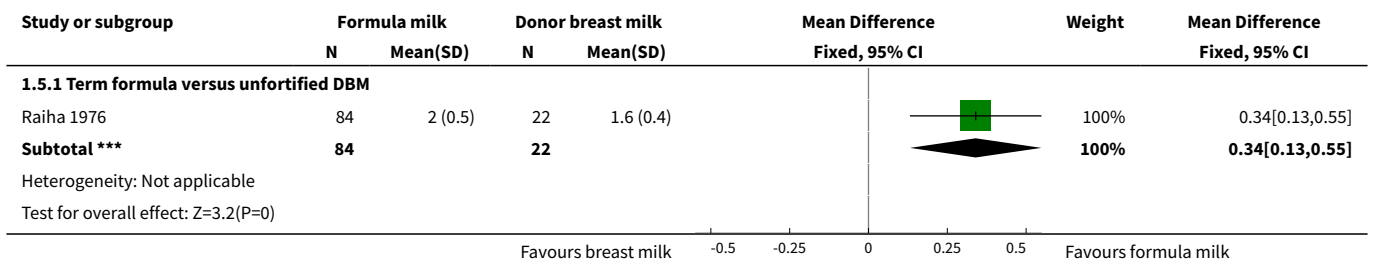 Study or subgroup Formula milk Donor breast milk Mean Difference Weight Mean Difference
N Mean(SD) N Mean(SD) Fixed, 95% CI Fixed, 95% CI
1.5.1 Term formula versus unfortified DBM
Raiha 1976 84 2 (0.5) 22 1.6 (0.4) 100% 0.34[0.13,0.55]
Subtotal *** 84 22 100% 0.34[0.13,0.55]
Heterogeneity: Not applicable
Test for overall effect: Z=3.2(P=0)
Favours breast milk -0.5 -0.25 0 0.25 0.5 Favours formula milk